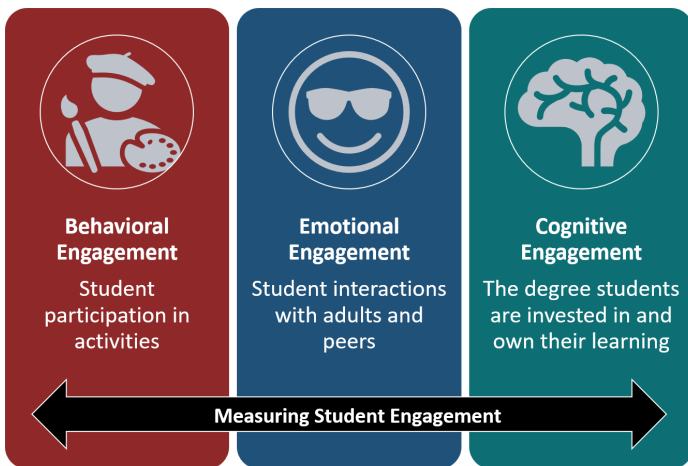 Behavioral
Engagement
Student
participation in
activities
Emotional
Engagement
Student interactions
with adults and
peers
Cognitive
Engagement
The degree students
are invested in and
own their learning
Measuring Student Engagement